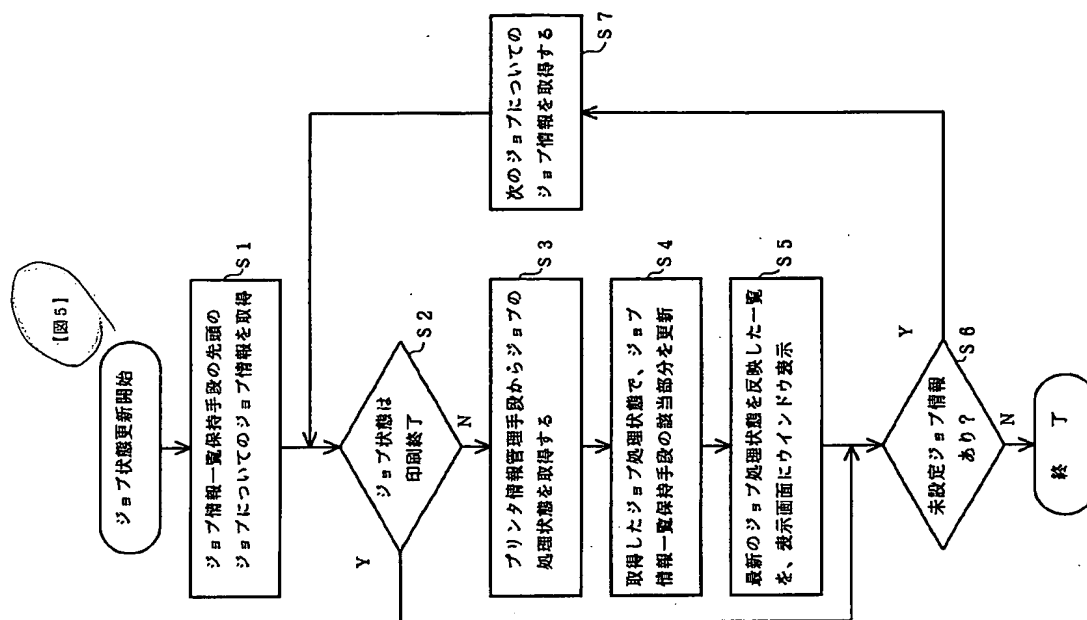 【図5】
ジョブ状態更新開始
ジョブ情報一覧保持手段の先頭の
ジョブについてのジョブ情報を取得
S1
ジョブ状態は
印刷終了
S2
Y
N
プリンタ情報管理手段からジョブの
処理状態を取得する
S3
取得したジョブ処理状態で、ジョブ
情報一覧保持手段の該当部分を更新
S4
最新のジョブ処理状態を反映した一覧
を、表示画面にウインドウ表示
S5
未設定ジョブ情報
あり?
S6
Y
N
次のジョブについての
ジョブ情報を取得する
S7
終 了